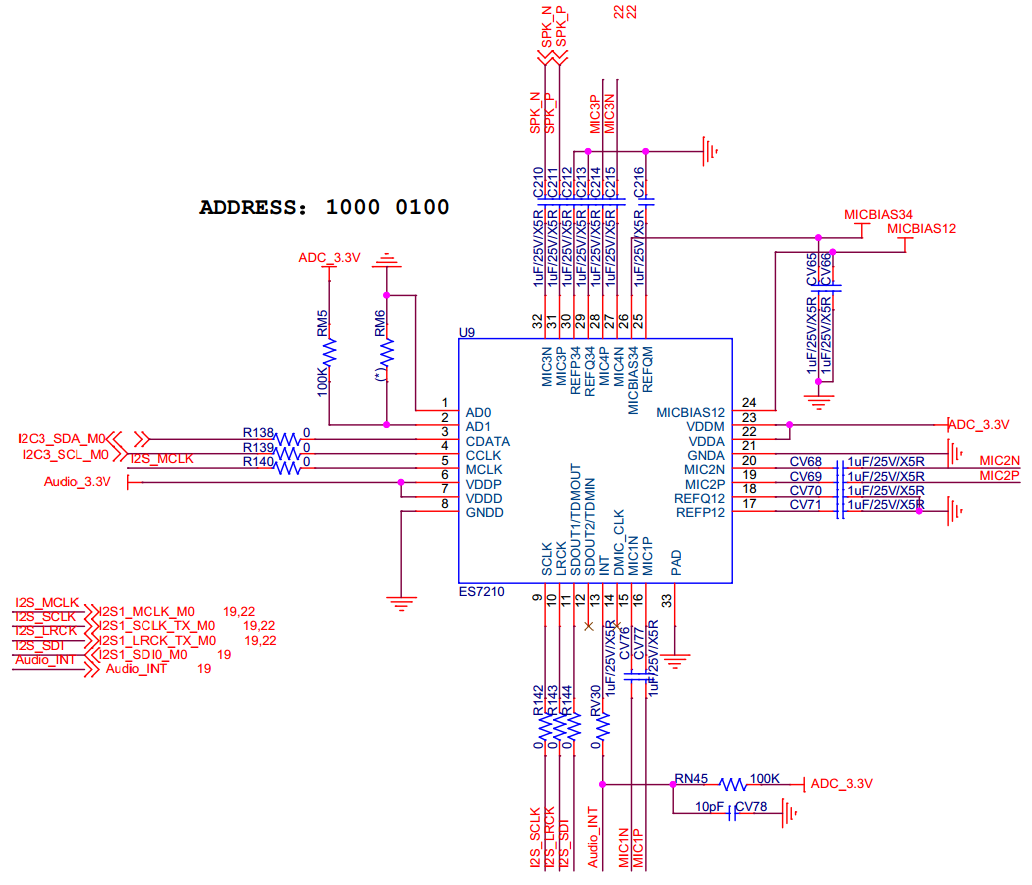 SPK_N
SPK_P
22
22
SPK_N
SPK_P
MIC3P
MIC3N
C210
C211
C212
C213
C214
C215
C216
1uF/25V/X5R
1uF/25V/X5R
1uF/25V/X5R
1uF/25V/X5R
1uF/25V/X5R
ADDRESS: 1000 0100
MICBIAS34
MICBIAS12
CV65
CV66
1uF/25V/X5R
1uF/25V/X5R
ADC_3.3V
RM5
100K
RM6
(*)
32
31
30
29
28
27
26
25
U9
MIC3N
MIC3P
REFP34
REFQ34
MIC4P
MIC4N
MICBIAS34
REFQM
1 AD0
2 AD1
3 CDATA
4 CCLK
5 MCLK
6 VDDP
7 VDDD
8 GNDD
I2C3_SDA_M0
R138 0
I2C3_SCL_M0
R139 0
I2S_MCLK
R140 0
Audio_3.3V
MICBIAS12 24
VDDM 23
VDDA 22
GNDA 21
MIC2N 20
MIC2P 19
REFQ12 18
REFP12 17
ADC_3.3V
CV68 1uF/25V/X5R
CV69 1uF/25V/X5R
CV70 1uF/25V/X5R
CV71 1uF/25V/X5R
MIC2N
MIC2P
SCLK
LRCK
SDOUT1/TDMOUT
SDOUT2/TDMIN
INT
DMIC_CLK
MIC1N
MIC1P
PAD
ES7210
9
10
11
12
13
14
15
16
33
I2S_MCLK I2S1_MCLK_M0 19,22
I2S_SCLK I2S1_SCLK_TX_M0 19,22
I2S_LRCK I2S1_LRCK_TX_M0 19,22
I2S_SDI I2S1_SDI0_M0 19
Audio_INT Audio_INT 19
1uF/25V/X5R
CV76
CV77
1uF/25V/X5R
R142
R143
R144
RV30
0
0
0
0
RN45 100K
ADC_3.3V
10pF CV78
I2S_SCLK
I2S_LRCK
I2S_SDI
Audio_INT
MIC1N
MIC1P